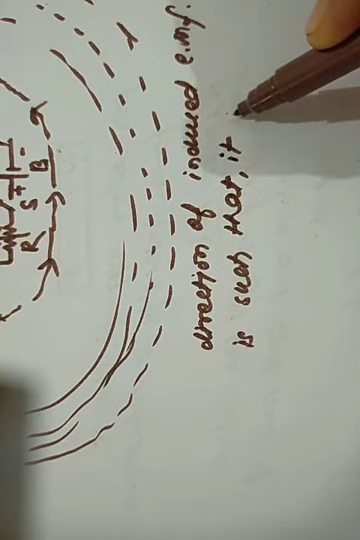 direction of induced e.m.f.
is such that, it
R S B
+ -